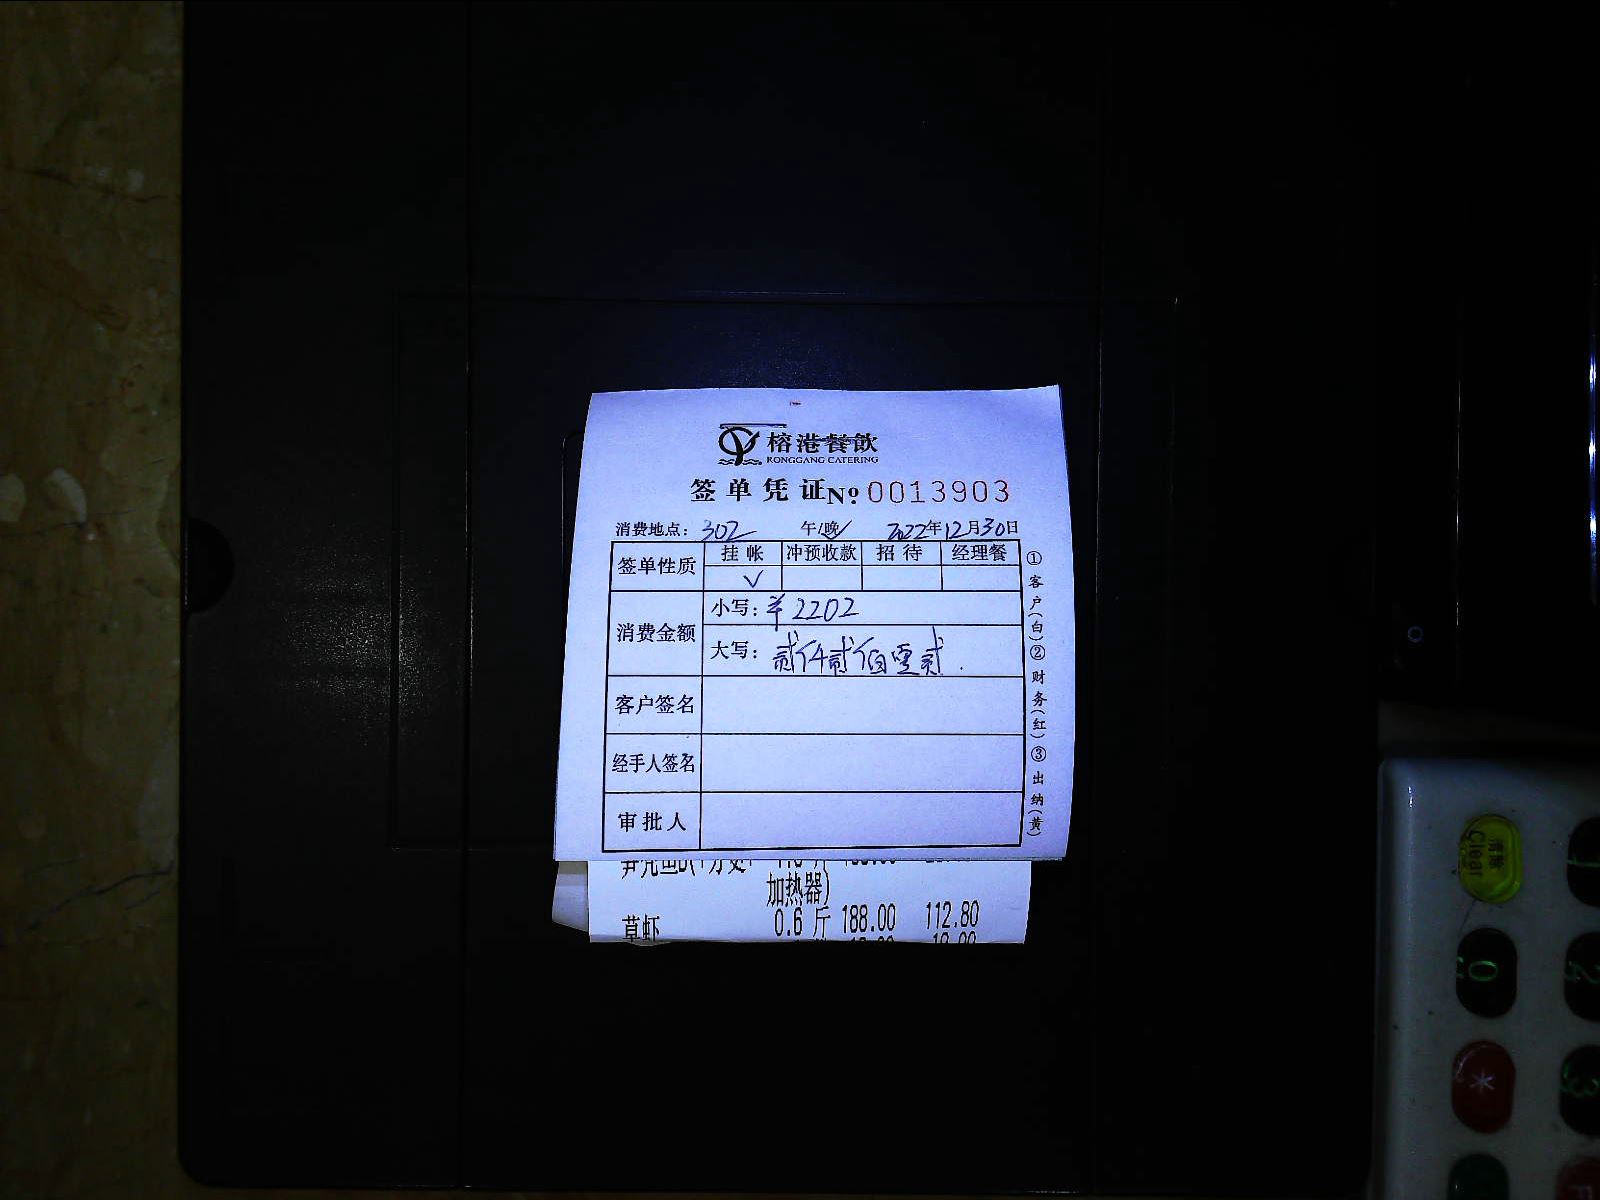 榕港餐飲
RONGGANG CATERING
签单凭证 No 0013903
消费地点: 302 午/晚 2022年12月30日
签单性质 挂帐 冲预收款 招待 经理餐
✓
消费金额 小写: ¥2202
大写: 贰仟贰佰零贰
客户签名
经手人签名
审批人
①客户(白)②财务(红)③出纳(黄)
加热器)
草虾 0.6 斤 188.00 112.80
清除
Clear
0
2
*
3